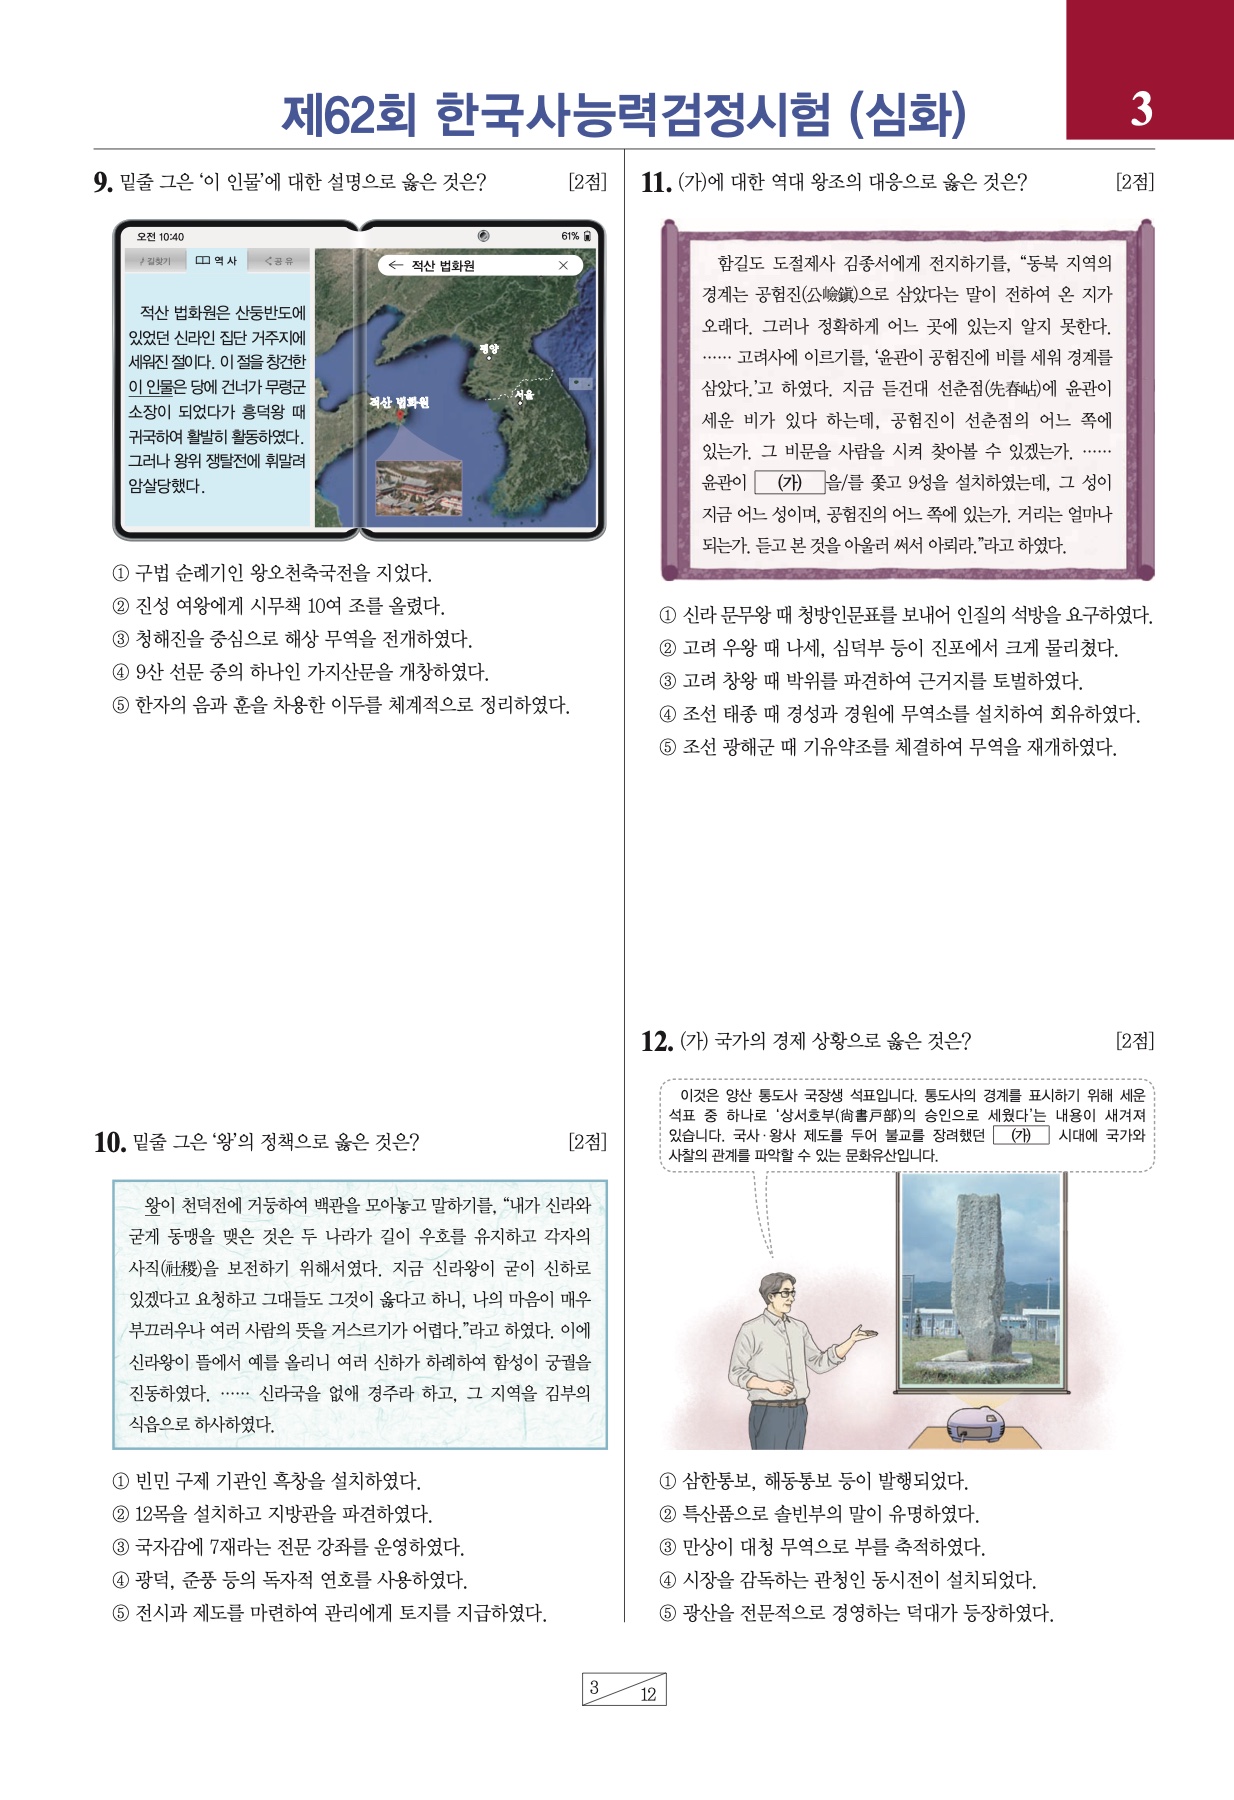 제62회 한국사능력검정시험 (심화)
3
9. 밑줄 그은 ‘이 인물’에 대한 설명으로 옳은 것은? [2점]
오전 10:40
61%
길찾기
역 사
공 유
← 적산 법화원 ×
적산 법화원은 산둥반도에
있었던 신라인 집단 거주지에
세워진 절이다. 이 절을 창건한
이 인물은 당에 건너가 무령군
소장이 되었다가 흥덕왕 때
귀국하여 활발히 활동하였다.
그러나 왕위 쟁탈전에 휘말려
암살당했다.
평양
서울
적산 법화원
① 구법 순례기인 왕오천축국전을 지었다.
② 진성 여왕에게 시무책 10여 조를 올렸다.
③ 청해진을 중심으로 해상 무역을 전개하였다.
④ 9산 선문 중의 하나인 가지산문을 개창하였다.
⑤ 한자의 음과 훈을 차용한 이두를 체계적으로 정리하였다.
10. 밑줄 그은 ‘왕’의 정책으로 옳은 것은? [2점]
왕이 천덕전에 거둥하여 백관을 모아놓고 말하기를, “내가 신라와
굳게 동맹을 맺은 것은 두 나라가 길이 우호를 유지하고 각자의
사직(社稷)을 보전하기 위해서였다. 지금 신라왕이 굳이 신하로
있겠다고 요청하고 그대들도 그것이 옳다고 하니, 나의 마음이 매우
부끄러우나 여러 사람의 뜻을 거스르기가 어렵다.”라고 하였다. 이에
신라왕이 뜰에서 예를 올리니 여러 신하가 하례하여 함성이 궁궐을
진동하였다. …… 신라국을 없애 경주라 하고, 그 지역을 김부의
식읍으로 하사하였다.
① 빈민 구제 기관인 흑창을 설치하였다.
② 12목을 설치하고 지방관을 파견하였다.
③ 국자감에 7재라는 전문 강좌를 운영하였다.
④ 광덕, 준풍 등의 독자적 연호를 사용하였다.
⑤ 전시과 제도를 마련하여 관리에게 토지를 지급하였다.
11. (가)에 대한 역대 왕조의 대응으로 옳은 것은? [2점]
함길도 도절제사 김종서에게 전지하기를, “동북 지역의
경계는 공험진(公嶮鎭)으로 삼았다는 말이 전하여 온 지가
오래다. 그러나 정확하게 어느 곳에 있는지 알지 못한다.
…… 고려사에 이르기를, ‘윤관이 공험진에 비를 세워 경계를
삼았다.’고 하였다. 지금 듣건대 선춘점(先春岾)에 윤관이
세운 비가 있다 하는데, 공험진이 선춘점의 어느 쪽에
있는가. 그 비문을 사람을 시켜 찾아볼 수 있겠는가. ……
윤관이 (가) 을/를 쫓고 9성을 설치하였는데, 그 성이
지금 어느 성이며, 공험진의 어느 쪽에 있는가. 거리는 얼마나
되는가. 듣고 본 것을 아울러 써서 아뢰라.”라고 하였다.
① 신라 문무왕 때 청방인문표를 보내어 인질의 석방을 요구하였다.
② 고려 우왕 때 나세, 심덕부 등이 진포에서 크게 물리쳤다.
③ 고려 창왕 때 박위를 파견하여 근거지를 토벌하였다.
④ 조선 태종 때 경성과 경원에 무역소를 설치하여 회유하였다.
⑤ 조선 광해군 때 기유약조를 체결하여 무역을 재개하였다.
12. (가) 국가의 경제 상황으로 옳은 것은? [2점]
이것은 양산 통도사 국장생 석표입니다. 통도사의 경계를 표시하기 위해 세운
석표 중 하나로 ‘상서호부(尙書戶部)의 승인으로 세웠다’는 내용이 새겨져
있습니다. 국사·왕사 제도를 두어 불교를 장려했던 (가) 시대에 국가와
사찰의 관계를 파악할 수 있는 문화유산입니다.
① 삼한통보, 해동통보 등이 발행되었다.
② 특산품으로 솔빈부의 말이 유명하였다.
③ 만상이 대청 무역으로 부를 축적하였다.
④ 시장을 감독하는 관청인 동시전이 설치되었다.
⑤ 광산을 전문적으로 경영하는 덕대가 등장하였다.
3
12